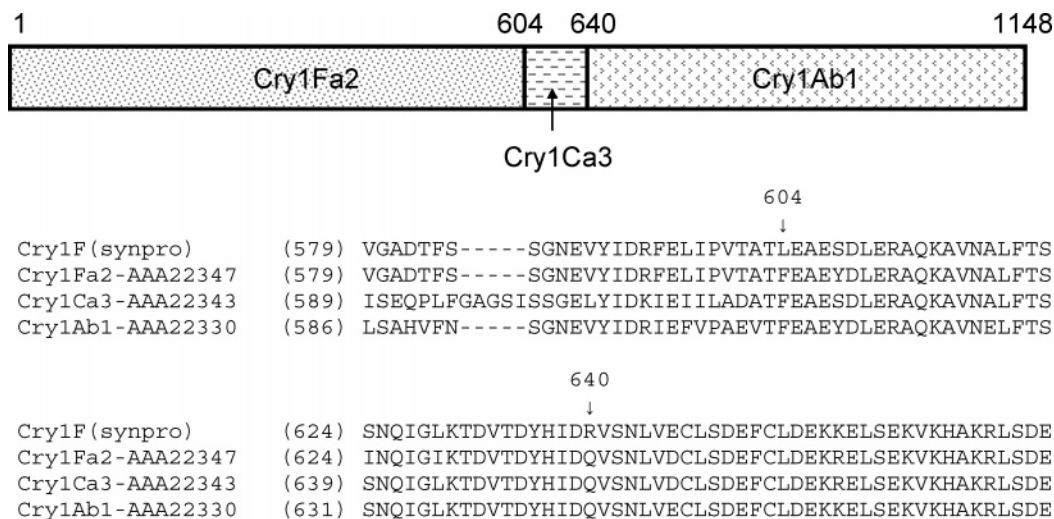 1 604 640 1148
Cry1Fa2 Cry1Ab1
Cry1Ca3
604
↓
Cry1F(synpro) (579) VGADTFS-----SGNEVYIDRFELIPVTATLEAESDLERAQKAVNALFTS
Cry1Fa2-AAA22347 (579) VGADTFS-----SGNEVYIDRFELIPVTATFEAESDLERAQKAVNALFTS
Cry1Ca3-AAA22343 (589) ISEQPLFGAGSISSGELYIDKIEIILADATFEAESDLERAQKAVNALFTS
Cry1Ab1-AAA22330 (586) LSAHVFN-----SGNEVYIDRIEFVPAEVTFEAEYDLERAQKAVNELFTS
640
↓
Cry1F(synpro) (624) SNQIGLKTDVTDYHIDRVSNLVECLSDEFCLDEKKELSEKVKHAKRLSDE
Cry1Fa2-AAA22347 (624) INQIGIKTDVTDYHIDQVSNLVDCLSDEFCLDEKRELSEKVKHAKRLSDE
Cry1Ca3-AAA22343 (639) SNQIGLKTDVTDYHIDQVSNLVECLSDEFCLDEKRELSEKVKHAKRLSDE
Cry1Ab1-AAA22330 (631) SNQIGLKTDVTDYHIDQVSNLVECLSDEFCLDEKKELSEKVKHAKRLSDE